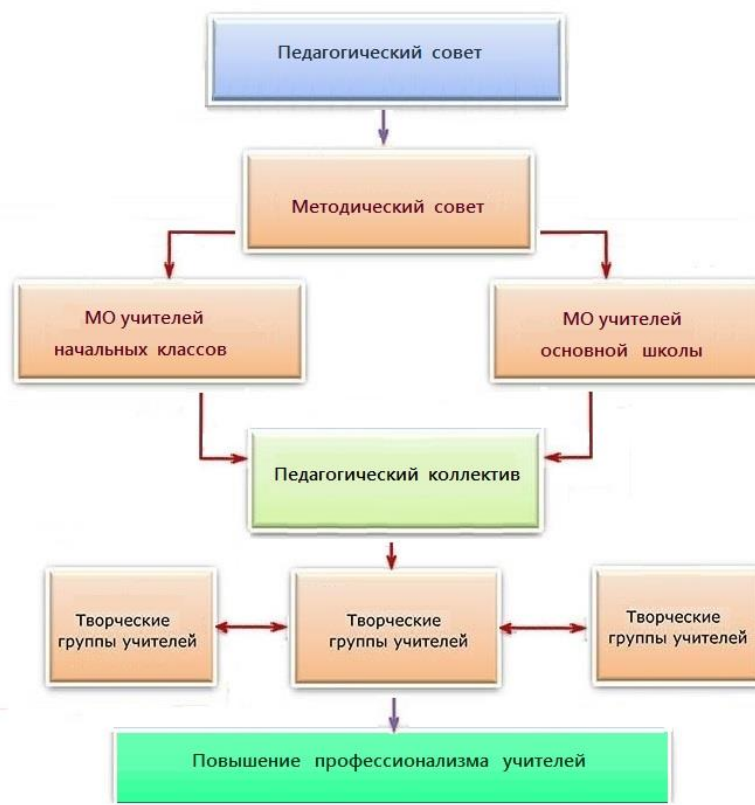 Педагогический совет
Методический совет
МО учителей
начальных классов
МО учителей
основной школы
Педагогический коллектив
Творческие
группы учителей
Творческие
группы учителей
Творческие
группы учителей
Повышение профессионализма учителей